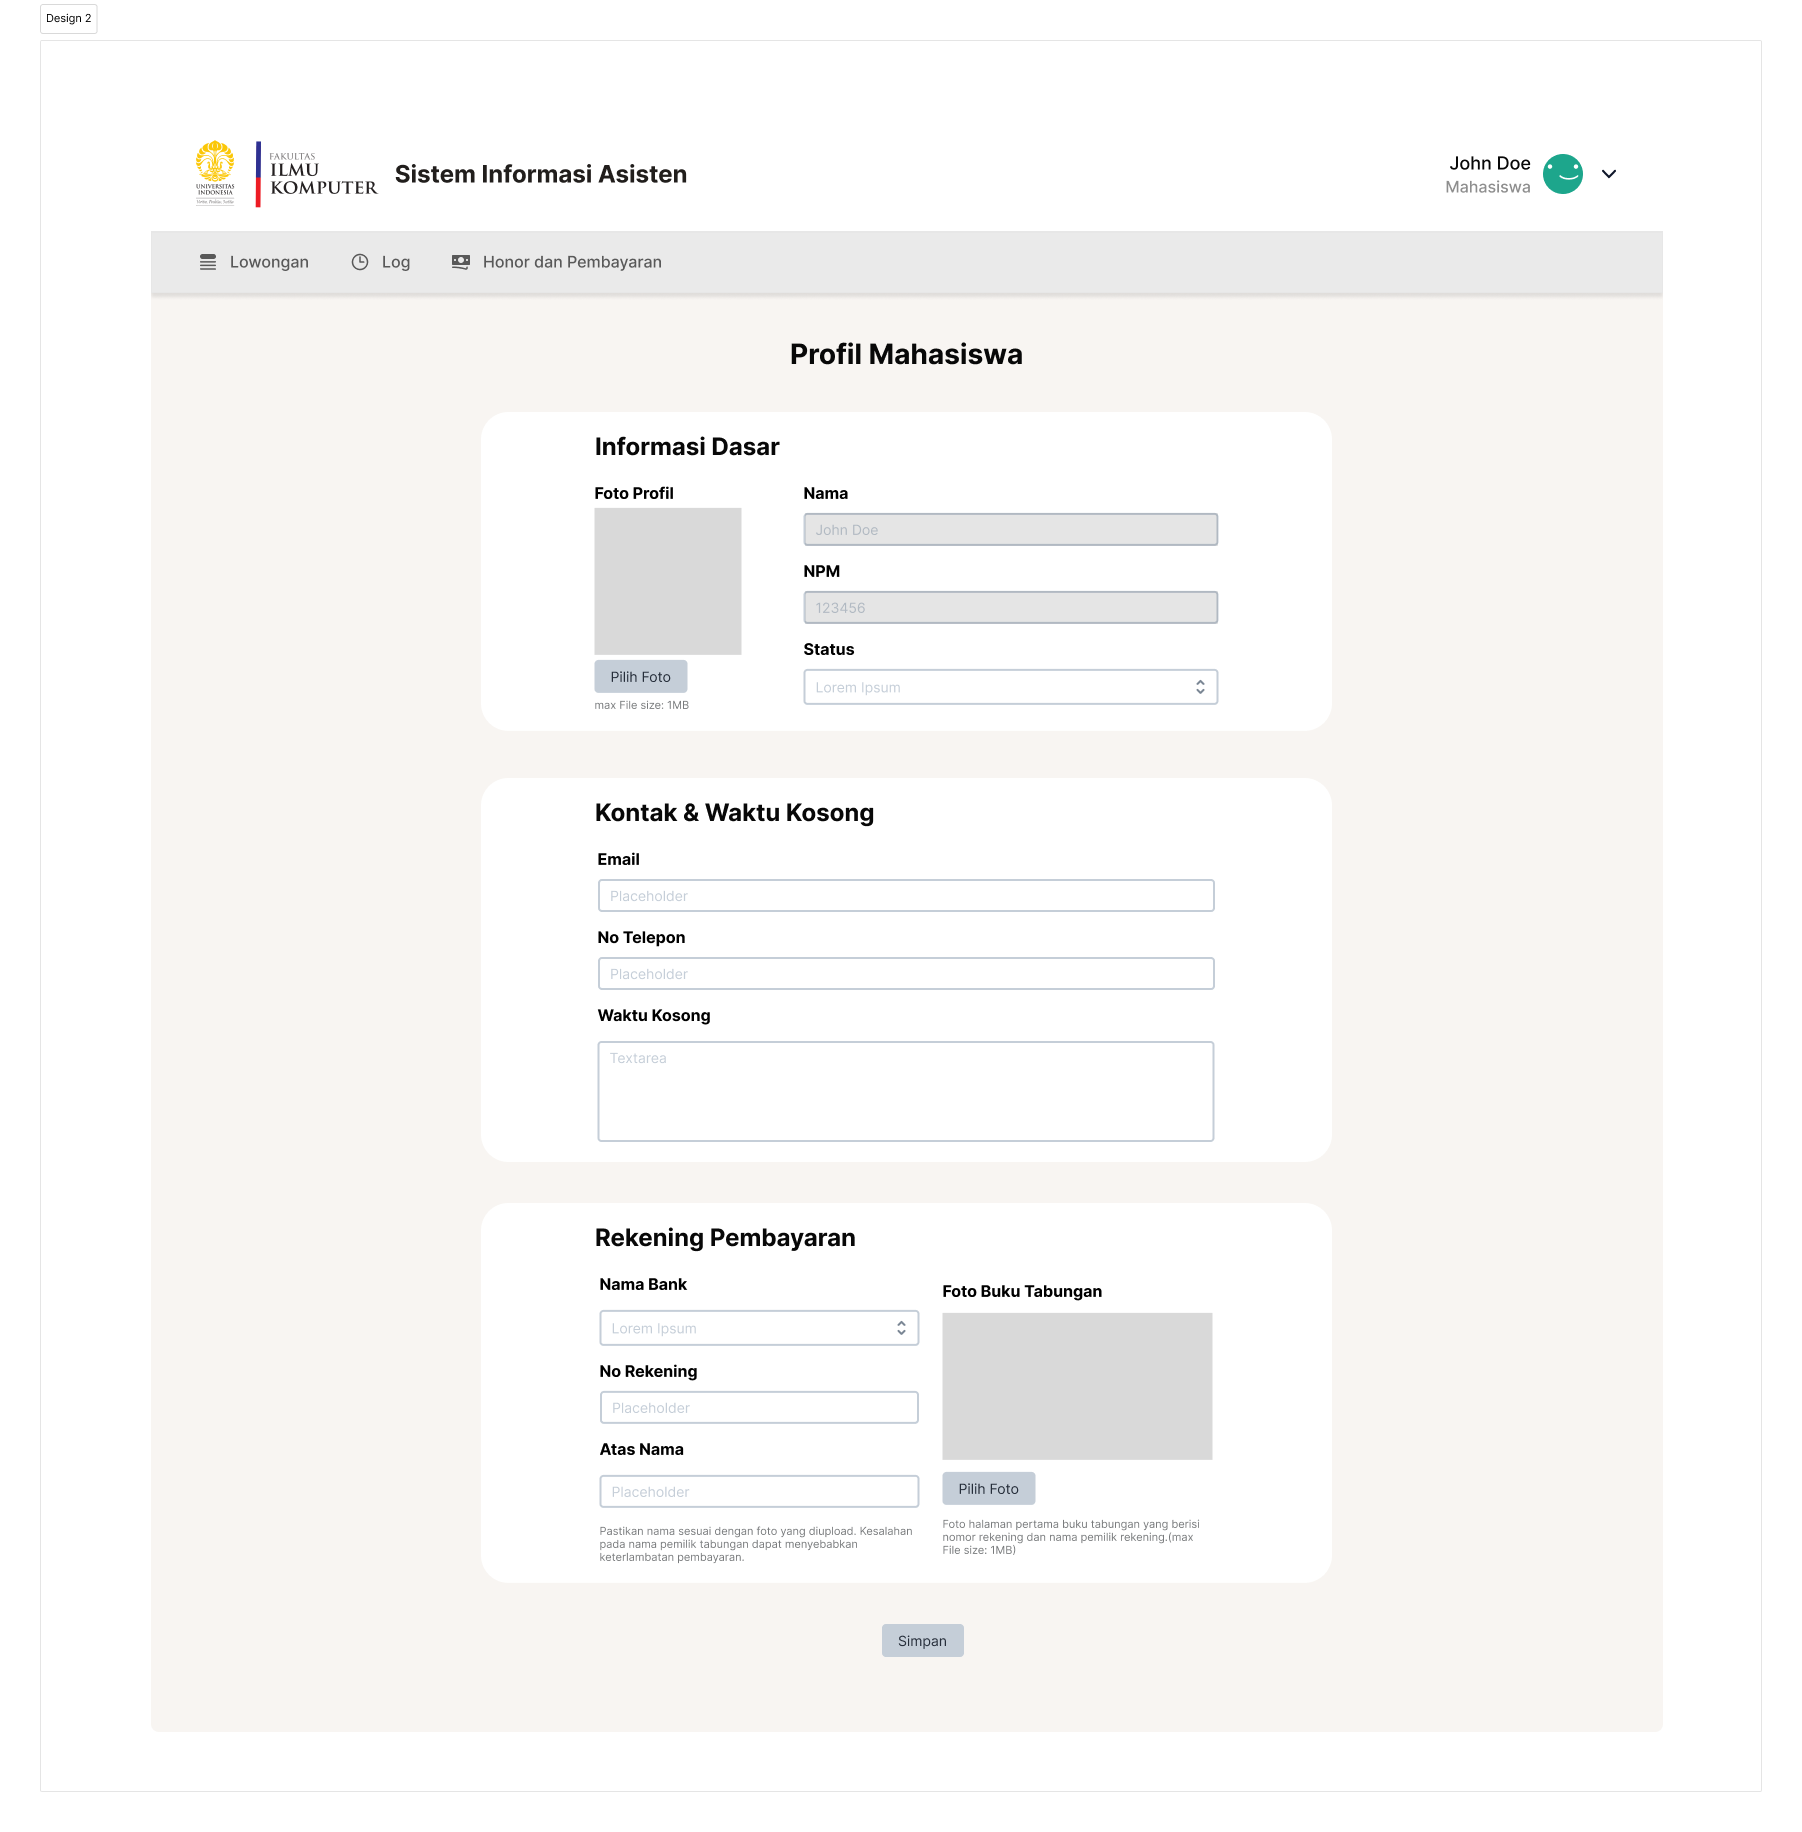 Design 2
UNIVERSITAS
INDONESIA
Veritas, Probitas, Iustitia
FAKULTAS
ILMU
KOMPUTER
Sistem Informasi Asisten
John Doe
Mahasiswa
Lowongan
Log
Honor dan Pembayaran
Profil Mahasiswa
Informasi Dasar
Foto Profil
Pilih Foto
max File size: 1MB
Nama
John Doe
NPM
123456
Status
Lorem Ipsum
Kontak & Waktu Kosong
Email
Placeholder
No Telepon
Placeholder
Waktu Kosong
Textarea
Rekening Pembayaran
Nama Bank
Lorem Ipsum
No Rekening
Placeholder
Atas Nama
Placeholder
Pastikan nama sesuai dengan foto yang diupload. Kesalahan
pada nama pemilik tabungan dapat menyebabkan
keterlambatan pembayaran.
Foto Buku Tabungan
Pilih Foto
Foto halaman pertama buku tabungan yang berisi
nomor rekening dan nama pemilik rekening.(max
File size: 1MB)
Simpan